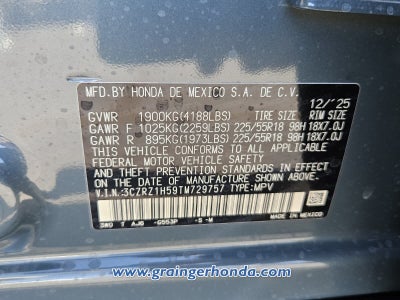 MFD.BY HONDA DE MEXICO S.A. DE C.V.
12/'25
GVWR 1900KG(4188LBS) TIRE SIZE RIM SIZE
GAWR F 1025KG(2259LBS) 225/55R18 98H 18X7.0J
GAWR R 895KG(1973LBS) 225/55R18 98H 18X7.0J
THIS VEHICLE CONFORMS TO ALL APPLICABLE
FEDERAL MOTOR VEHICLE SAFETY AND
THEFT PREVENTION STANDARDS IN EFFECT ON THE
DATE OF MANUFACTURE SHOWN ABOVE.
V.I.N.:3CZRZ1H59TM729757 TYPE:MPV
3W0 Y AJG -G553P -S -M
MADE IN MEXICO
www.graingerhonda.com